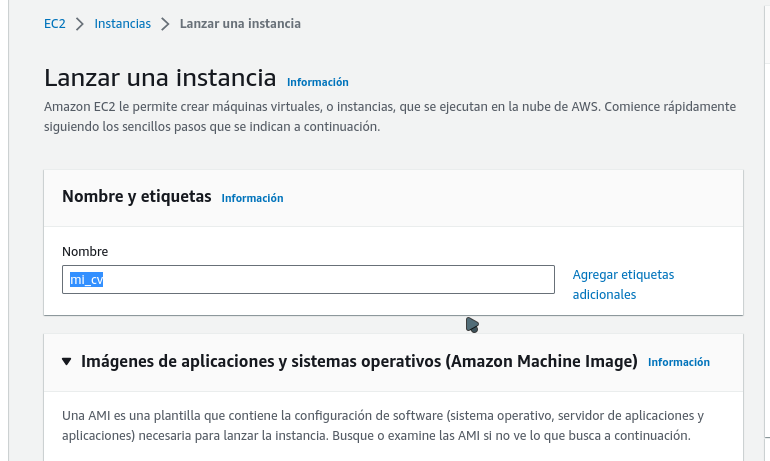 EC2 > Instancias > Lanzar una instancia
Lanzar una instancia Información
Amazon EC2 le permite crear máquinas virtuales, o instancias, que se ejecutan en la nube de AWS. Comience rápidamente
siguiendo los sencillos pasos que se indican a continuación.
Nombre y etiquetas Información
Nombre
mi_cv
Agregar etiquetas
adicionales
Imágenes de aplicaciones y sistemas operativos (Amazon Machine Image) Información
Una AMI es una plantilla que contiene la configuración de software (sistema operativo, servidor de aplicaciones y
aplicaciones) necesaria para lanzar la instancia. Busque o examine las AMI si no ve lo que busca a continuación.